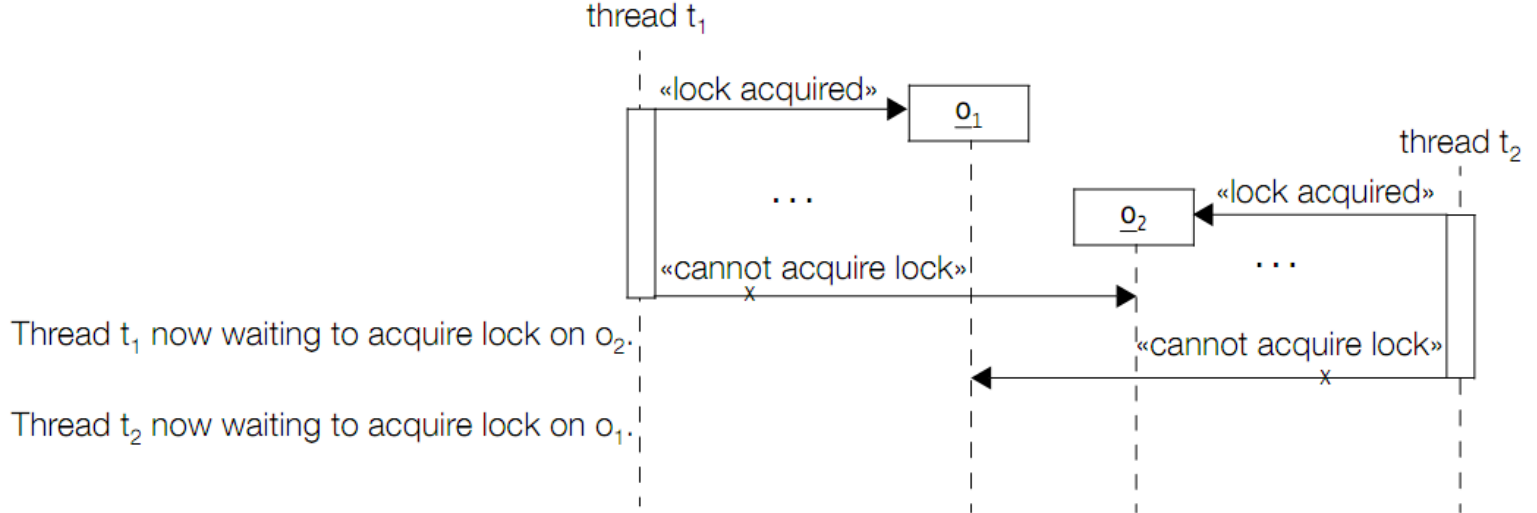 thread t₁
«lock acquired»
o₁
thread t₂
...
«lock acquired»
o₂
...
«cannot acquire lock»
x
Thread t₁ now waiting to acquire lock on o₂.
«cannot acquire lock»
x
Thread t₂ now waiting to acquire lock on o₁.